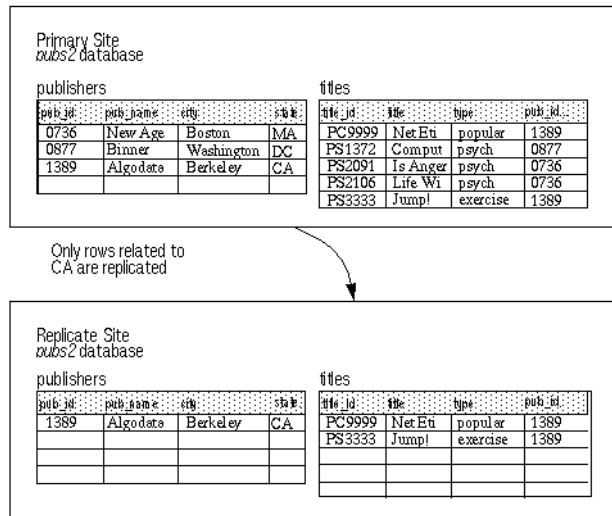 Primary Site
pubs2 database
publishers
pub_id pub_name city state
0736 New Age Boston MA
0877 Binner Washington DC
1389 Algodata Berkeley CA
titles
title_id title type pub_id...
PC9999 Net Eti popular 1389
PS1372 Comput psych 0877
PS2091 Is Anger psych 0736
PS2106 Life Wi psych 0736
PS3333 Jump! exercise 1389
Only rows related to
CA are replicated
Replicate Site
pubs2 database
publishers
pub_id pub_name city state
1389 Algodata Berkeley CA
titles
title_id title type pub_id
PC9999 Net Eti popular 1389
PS3333 Jump! exercise 1389